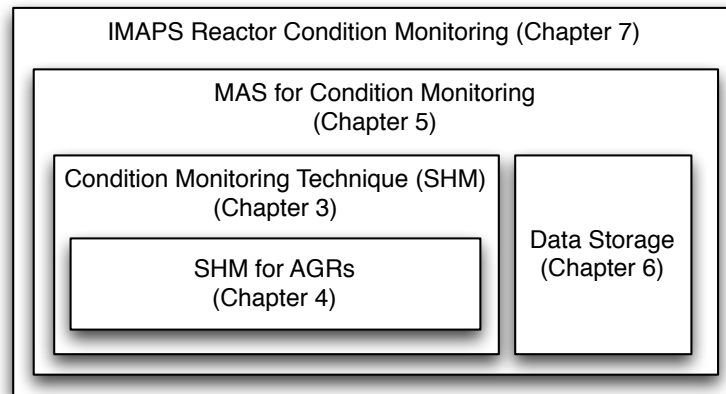 IMAPS Reactor Condition Monitoring (Chapter 7)
MAS for Condition Monitoring
(Chapter 5)
Condition Monitoring Technique (SHM)
(Chapter 3)
SHM for AGRs
(Chapter 4)
Data Storage
(Chapter 6)